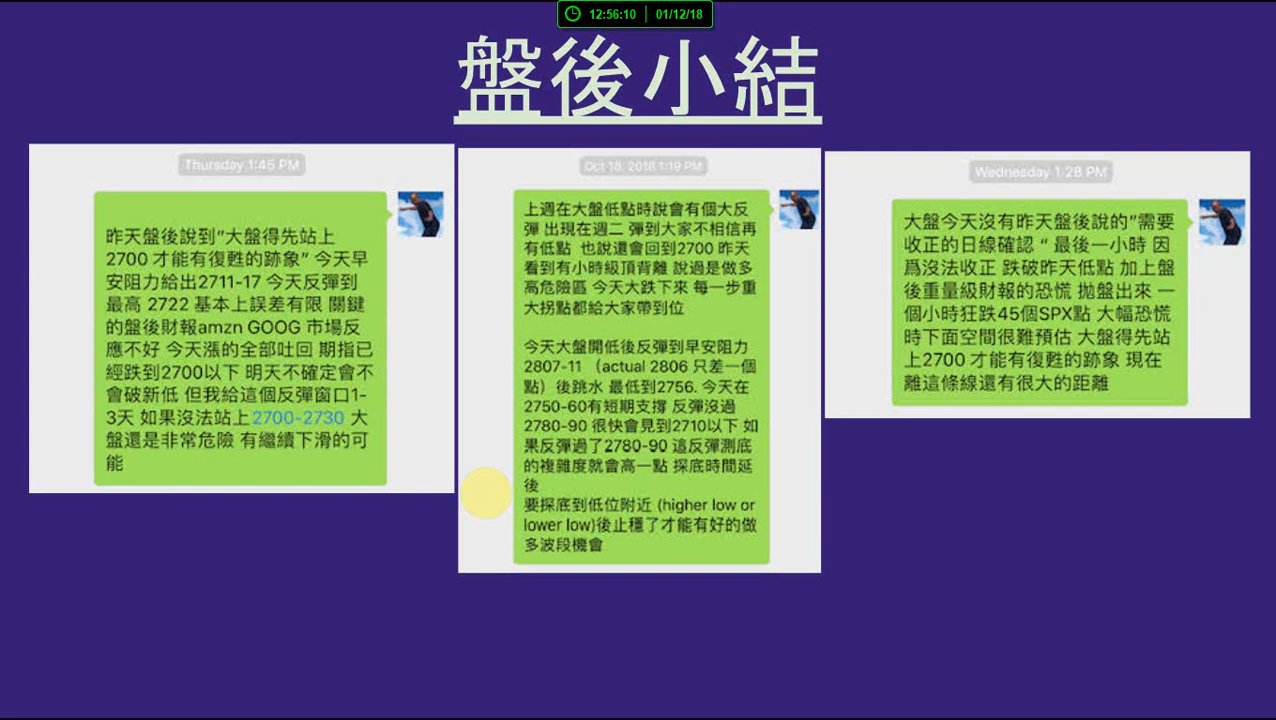 12:56:10 | 01/12/18
盤後小結
Thursday 1:45 PM
昨天盤後說到"大盤得先站上
2700 才能有復甦的跡象" 今天早
安阻力給出2711-17 今天反彈到
最高 2722 基本上誤差有限 關鍵
的盤後財報amzn GOOG 市場反
應不好 今天漲的全部吐回 期指已
經跌到2700以下 明天不確定會不
會破新低 但我給這個反彈窗口1-
3天 如果沒法站上2700-2730 大
盤還是非常危險 有繼續下滑的可
能
Oct 18, 2018 1:19 PM
上週在大盤低點時說會有個大反
彈 出現在週二 彈到大家不相信再
有低點 也說還會回到2700 昨天
看到有小時級頂背離 說過是做多
高危險區 今天大跌下來 每一步重
大拐點都給大家帶到位
今天大盤開低後反彈到早安阻力
2807-11 （actual 2806 只差一個
點）後跳水 最低到2756. 今天在
2750-60有短期支撐 反彈沒過
2780-90 很快會見到2710以下 如
果反彈過了2780-90 這反彈測底
的複雜度就會高一點 探底時間延
後
要探底到低位附近 (higher low or
lower low)後止穩了才能有好的做
多波段機會
Wednesday 1:28 PM
大盤今天沒有昨天盤後說的"需要
收正的日線確認 " 最後一小時 因
爲沒法收正 跌破昨天低點 加上盤
後重量級財報的恐慌 拋盤出來 一
個小時狂跌45個SPX點 大幅恐慌
時下面空間很難預估 大盤得先站
上2700 才能有復甦的跡象 現在
離這條線還有很大的距離